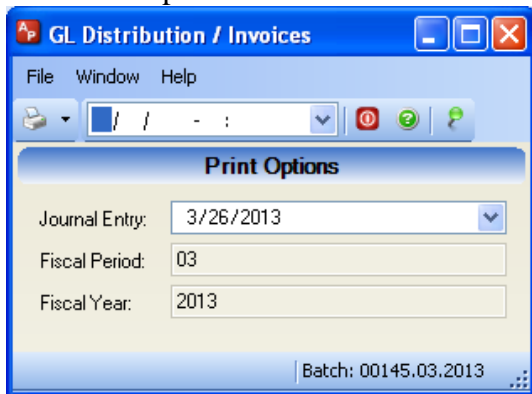 AP GL Distribution / Invoices
File Window Help
/ / - :
Print Options
Journal Entry: 3/26/2013
Fiscal Period: 03
Fiscal Year: 2013
Batch: 00145.03.2013